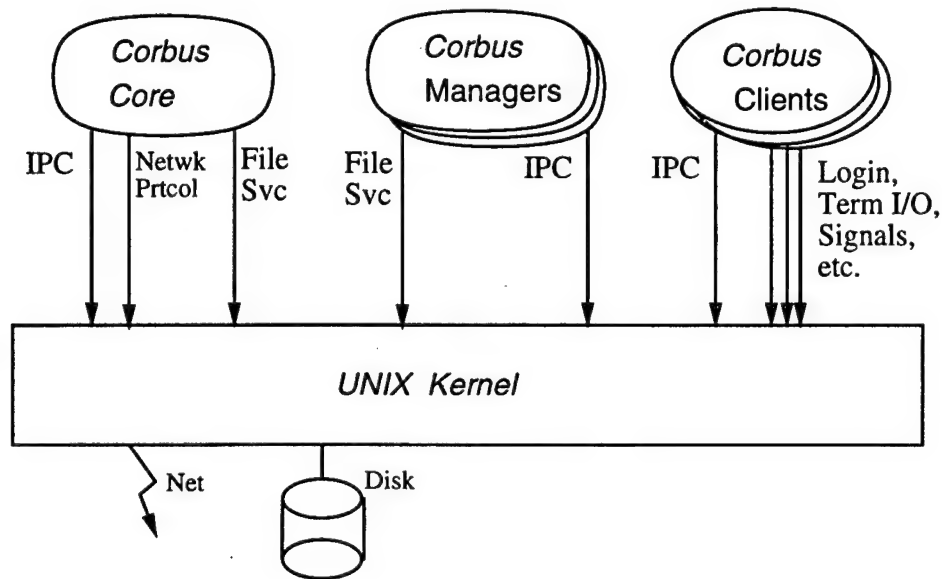 Corbus
Core
Corbus
Managers
Corbus
Clients
IPC
Netwk
Prtcol
File
Svc
File
Svc
IPC
IPC
Login,
Term I/O,
Signals,
etc.
UNIX Kernel
Net
Disk